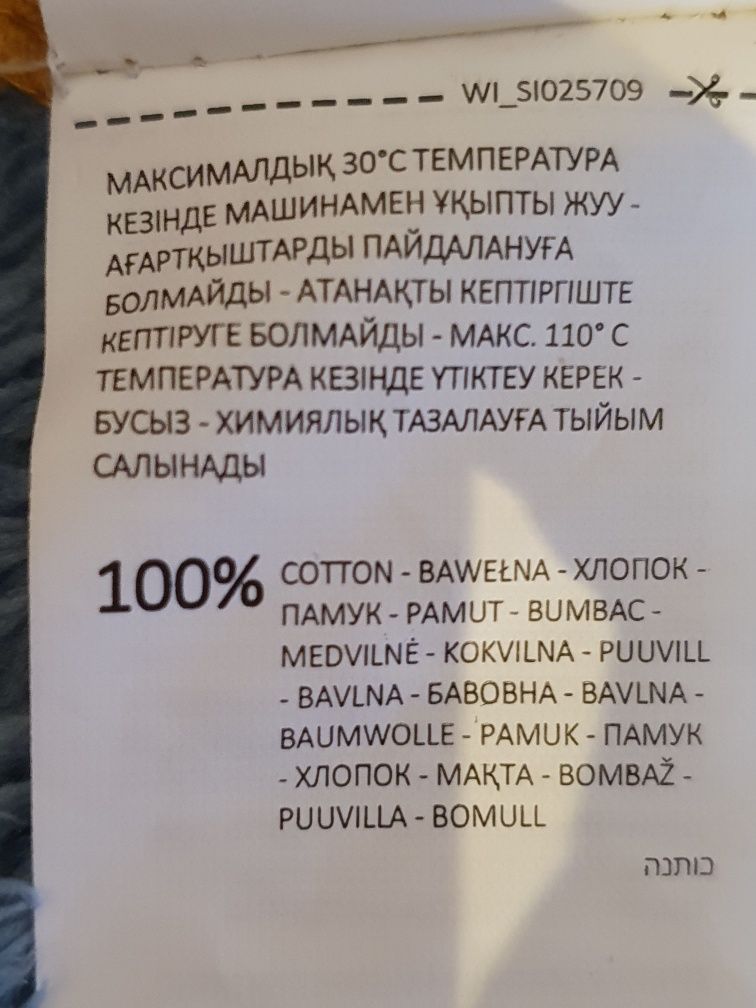 WI_SI025709
МАКСИМАЛДЫҚ 30°C ТЕМПЕРАТУРА
КЕЗІНДЕ МАШИНАМЕН ҰҚЫПТЫ ЖУУ -
АҒАРТҚЫШТАРДЫ ПАЙДАЛАНУҒА
БОЛМАЙДЫ - АТАНАҚТЫ КЕПТІРГІШТЕ
КЕПТІРУГЕ БОЛМАЙДЫ - МАКС. 110° C
ТЕМПЕРАТУРА КЕЗІНДЕ ҮТІКТЕУ КЕРЕК -
БУСЫЗ - ХИМИЯЛЫҚ ТАЗАЛАУҒА ТЫЙЫМ
САЛЫНАДЫ
100% COTTON - BAWEŁNA - ХЛОПОК -
ПАМУК - PAMUT - BUMBAC -
MEDVILNĖ - KOKVILNA - PUUVILL
- BAVLNA - БАВОВНА - BAVLNA -
BAUMWOLLE - PAMUK - ПАМУК
- ХЛОПОК - МАҚТА - BOMBAŽ -
PUUVILLA - BOMULL
כותנה